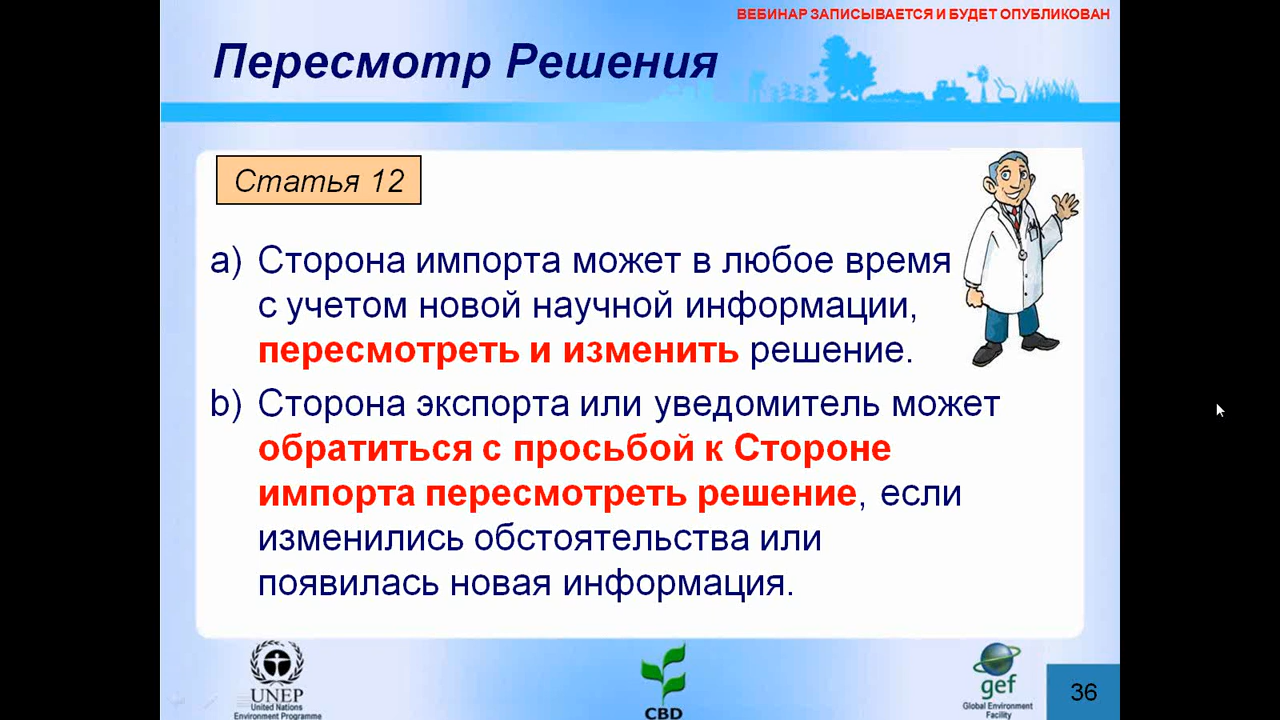 ВЕБИНАР ЗАПИСЫВАЕТСЯ И БУДЕТ ОПУБЛИКОВАН
Пересмотр Решения
Статья 12
a) Сторона импорта может в любое время
с учетом новой научной информации,
пересмотреть и изменить решение.
b) Сторона экспорта или уведомитель может
обратиться с просьбой к Стороне
импорта пересмотреть решение, если
изменились обстоятельства или
появилась новая информация.
UNEP
United Nations
Environment Programme
CBD
gef
Global Environment
Facility
36